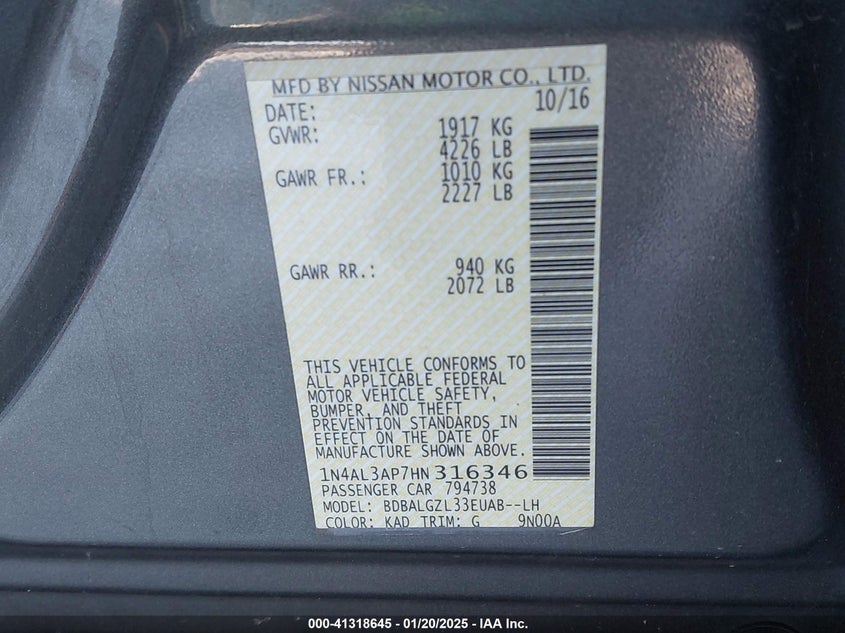 MFD BY NISSAN MOTOR CO., LTD.
DATE: 10/16
GVWR: 1917 KG
4226 LB
GAWR FR.: 1010 KG
2227 LB
GAWR RR.: 940 KG
2072 LB
THIS VEHICLE CONFORMS TO
ALL APPLICABLE FEDERAL
MOTOR VEHICLE SAFETY,
BUMPER, AND THEFT
PREVENTION STANDARDS IN
EFFECT ON THE DATE OF
MANUFACTURE SHOWN ABOVE.
1N4AL3AP7HN316346
PASSENGER CAR 794738
MODEL: BDBALGZL33EUAB--LH
COLOR: KAD TRIM: G 9N00A
000-41318645 - 01/20/2025 - IAA Inc.